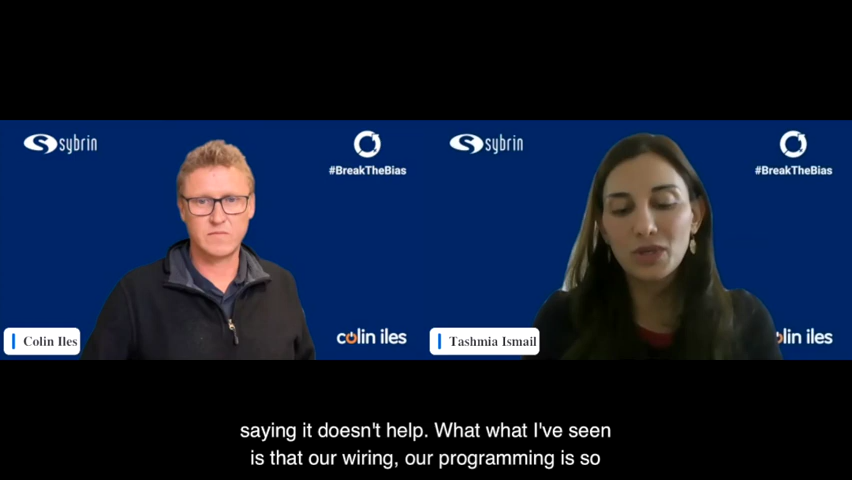 sybrin
#BreakTheBias
sybrin
#BreakTheBias
Colin Iles
colin iles
Tashmia Ismail
olin iles
saying it doesn't help. What what I've seen
is that our wiring, our programming is so